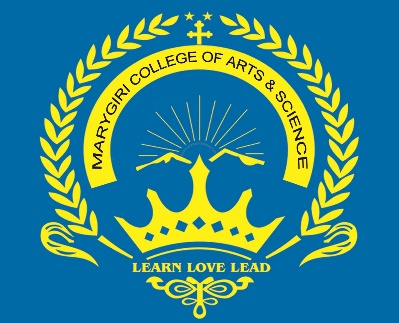 MARYGIRI COLLEGE OF ARTS & SCIENCE
LEARN LOVE LEAD